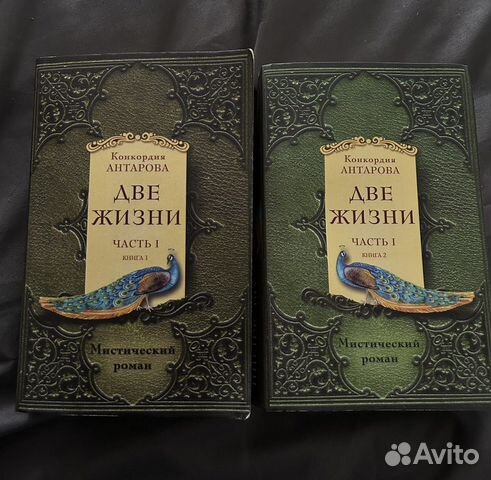 Конкордия
АНТАРОВА
ДВЕ
ЖИЗНИ
ЧАСТЬ I
КНИГА 1
Мистический
роман
Конкордия
АНТАРОВА
ДВЕ
ЖИЗНИ
ЧАСТЬ I
КНИГА 2
Мистический
роман
Avito